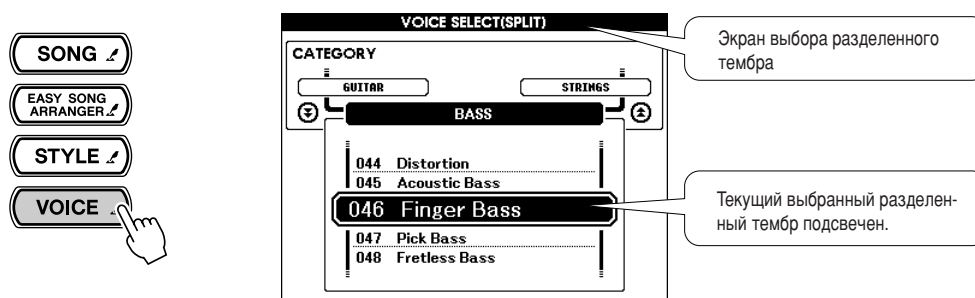 SONG
EASY SONG
ARRANGER
STYLE
VOICE
VOICE SELECT(SPLIT)
CATEGORY
GUITAR
STRINGS
BASS
044 Distortion
045 Acoustic Bass
046 Finger Bass
047 Pick Bass
048 Fretless Bass
Экран выбора разделенного
тембра
Текущий выбранный разделен-
ный тембр подсвечен.